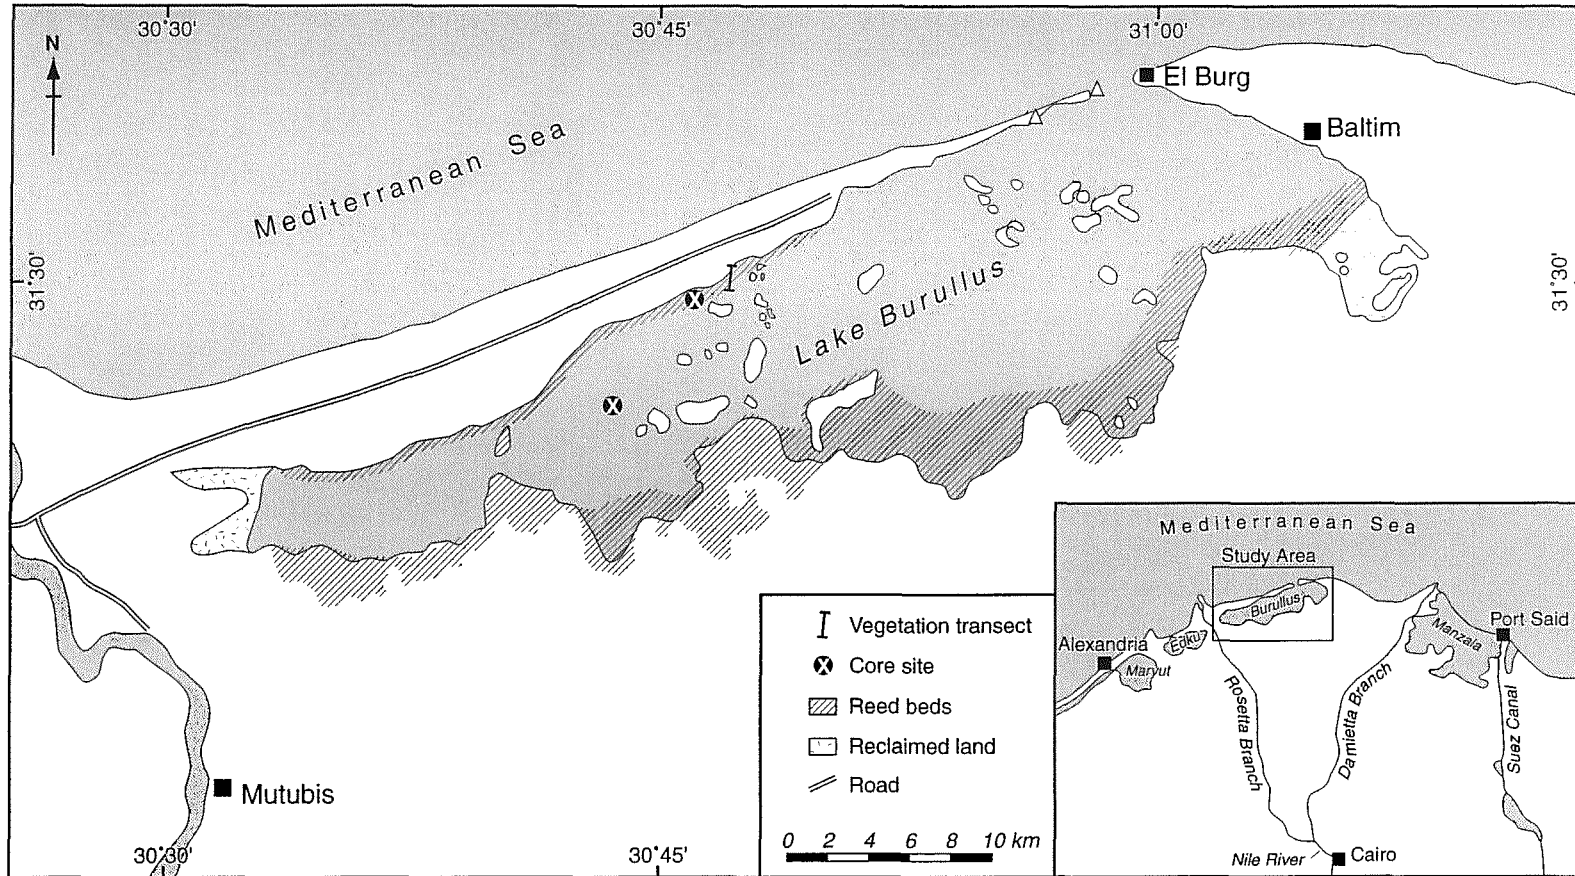 30°30'
30°45'
31°00'
N
El Burg
Baltim
Mediterranean Sea
31°30'
31°30'
Lake Burullus
X
X
Mutubis
30°30'
30°45'
Vegetation transect
X Core site
Reed beds
Reclaimed land
Road
0 2 4 6 8 10 km
Mediterranean Sea
Study Area
Burullus
Port Said
Alexandria
Edku
Manzala
Maryut
Rosetta Branch
Damietta Branch
Suez Canal
Nile River
Cairo